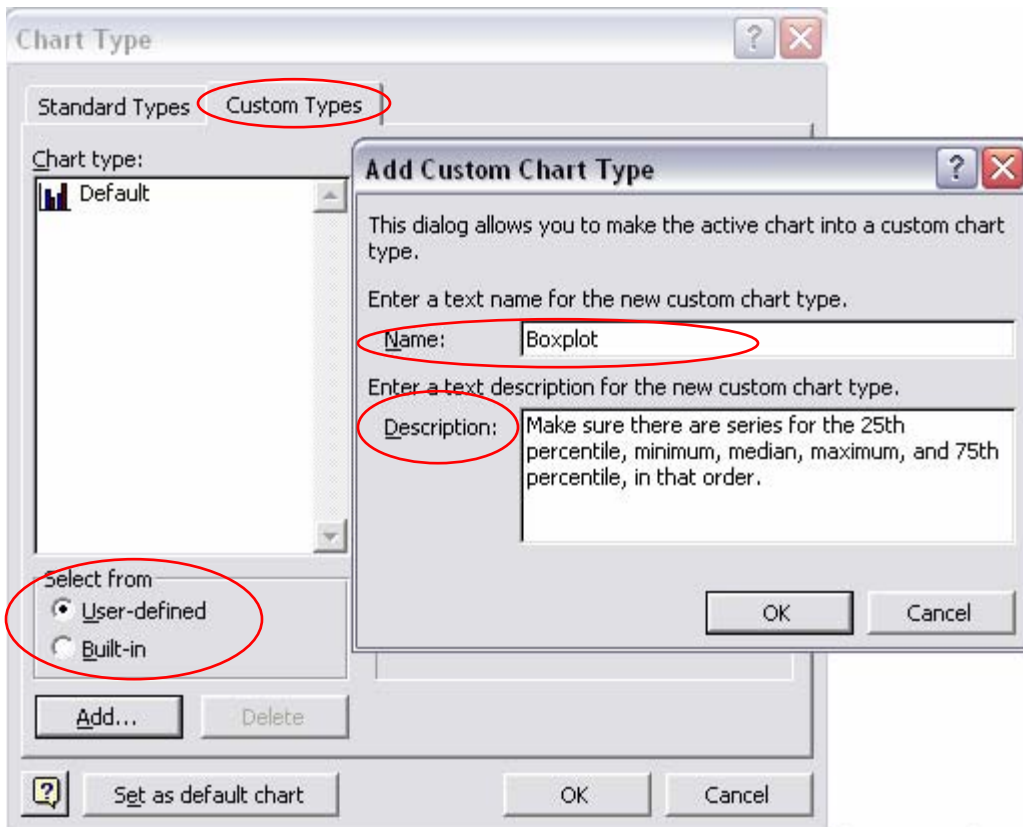 Chart Type
Standard Types
Custom Types
Chart type:
Default
Select from
User-defined
Built-in
Add...
Delete
Set as default chart
OK
Cancel
Add Custom Chart Type
This dialog allows you to make the active chart into a custom chart
type.
Enter a text name for the new custom chart type.
Name:
Boxplot
Enter a text description for the new custom chart type.
Description:
Make sure there are series for the 25th
percentile, minimum, median, maximum, and 75th
percentile, in that order.
OK
Cancel